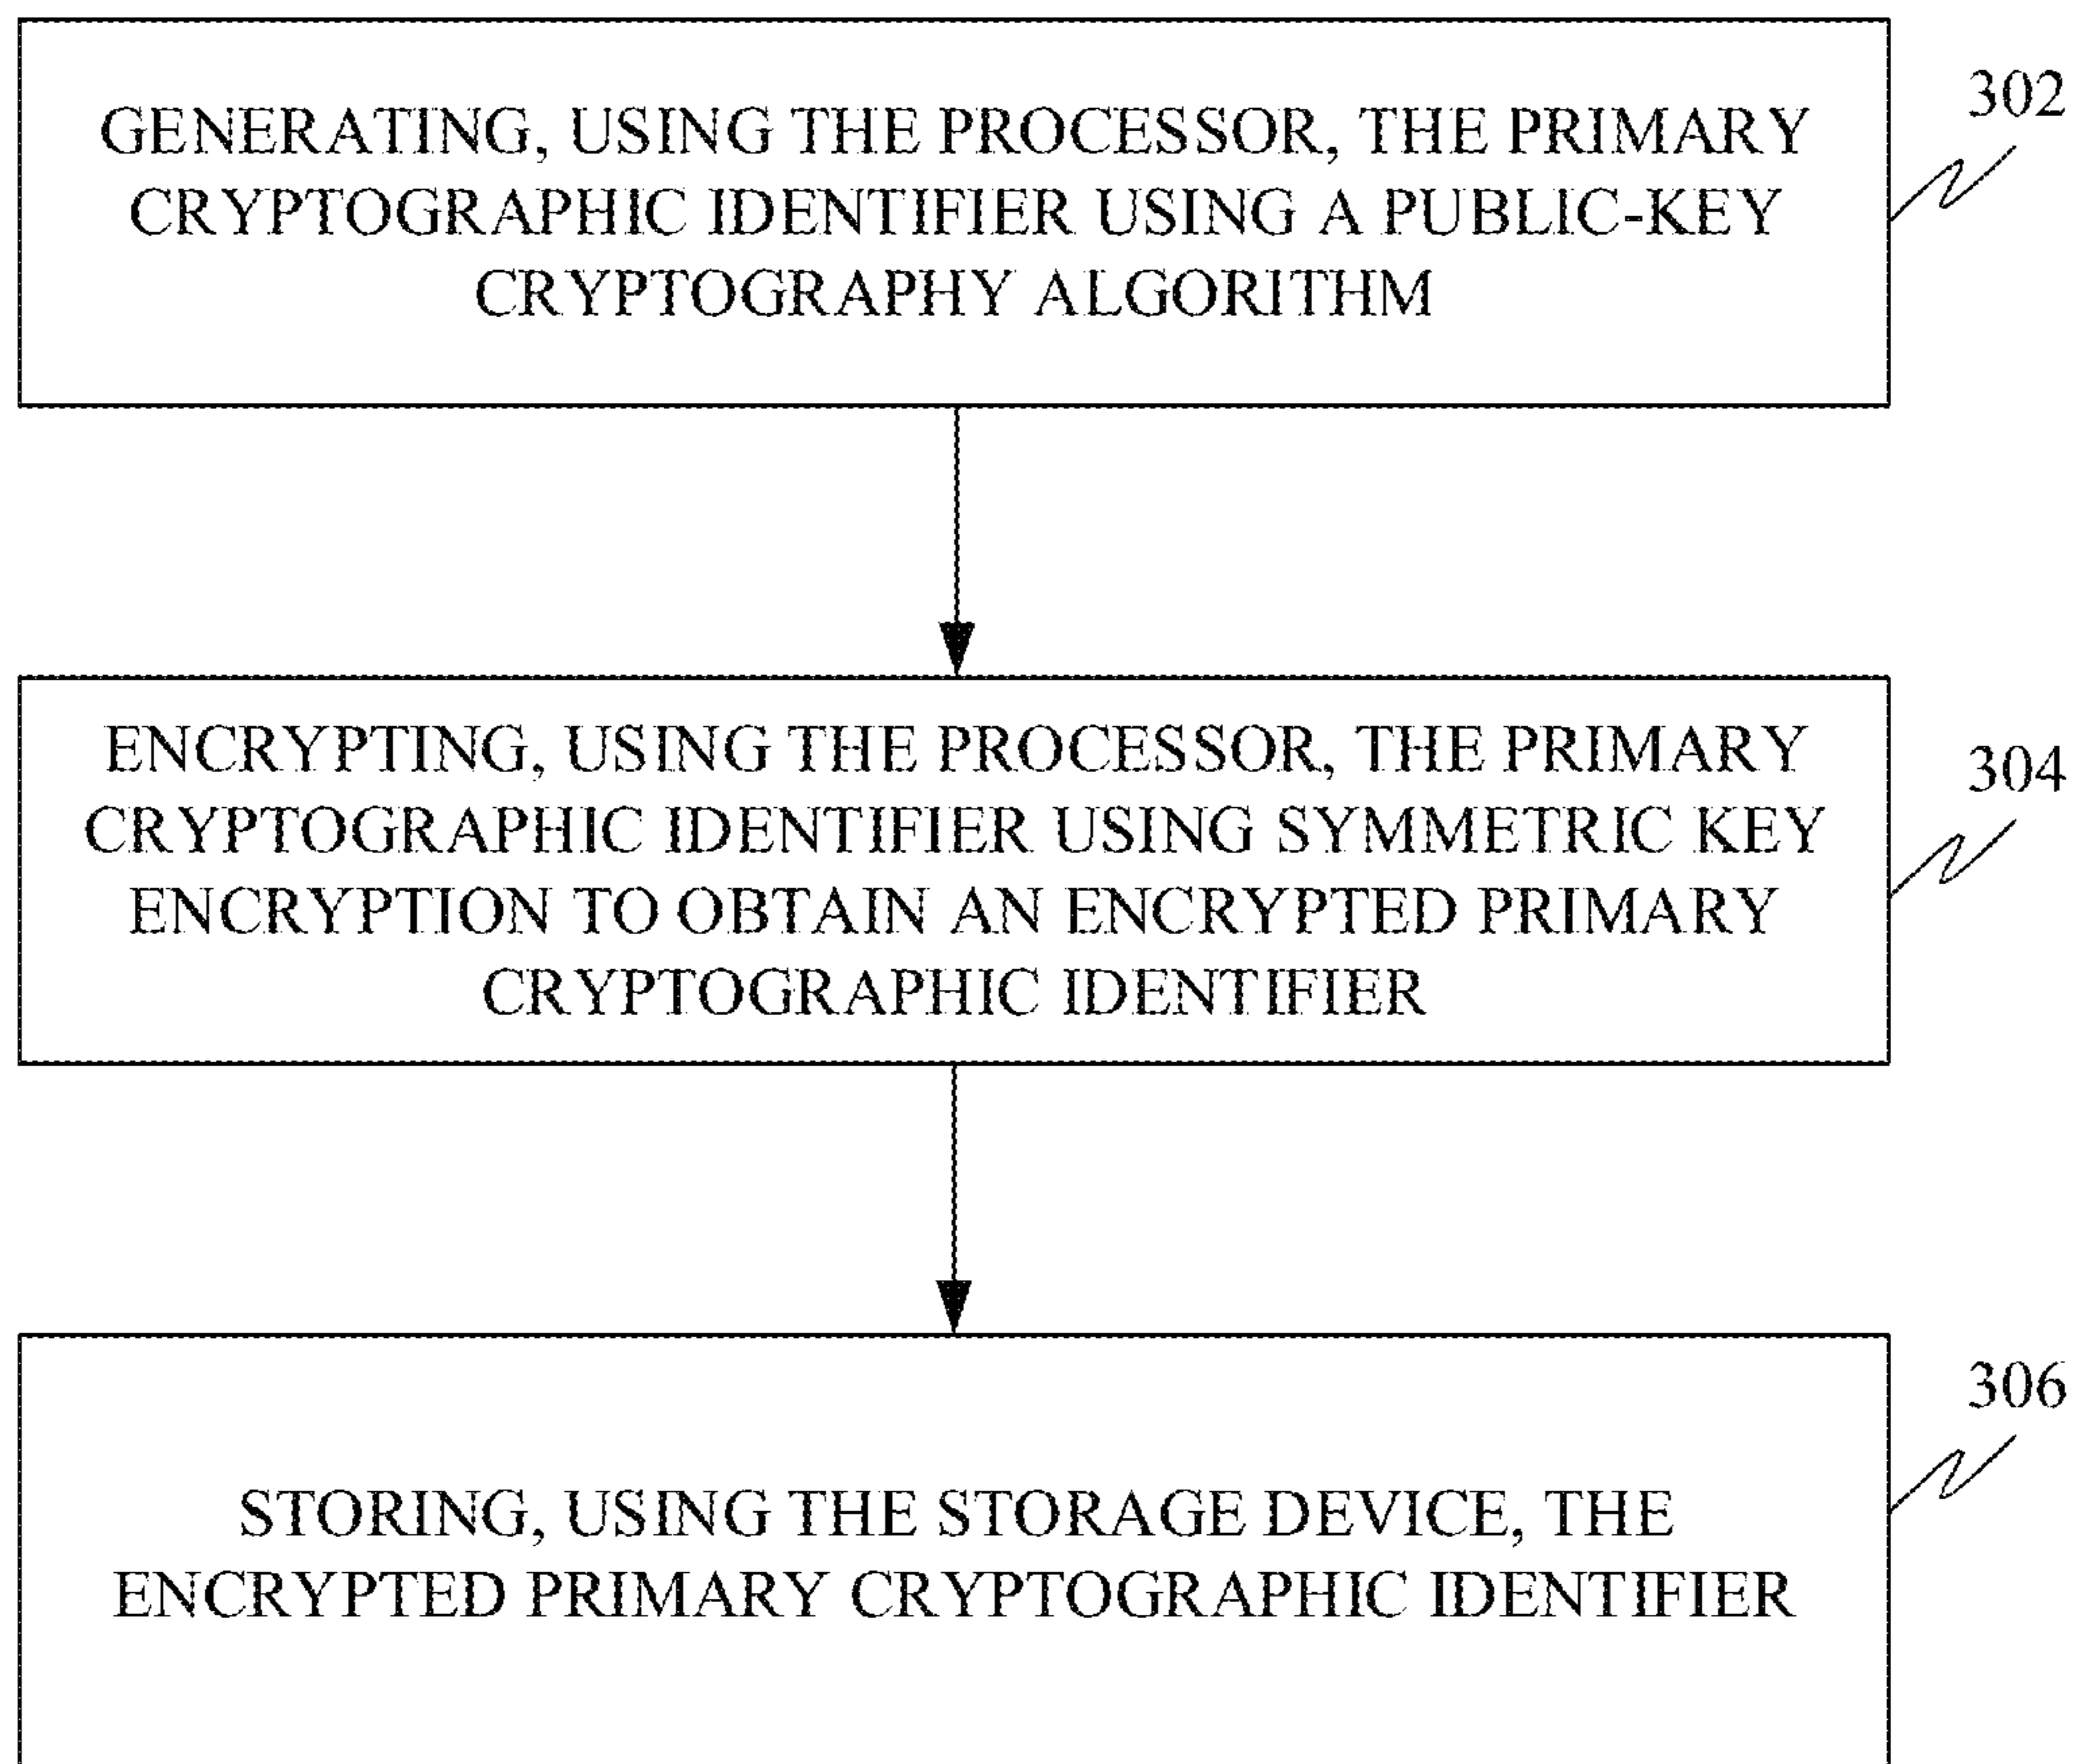 GENERATING, USING THE PROCESSOR, THE PRIMARY
CRYPTOGRAPHIC IDENTIFIER USING A PUBLIC-KEY
CRYPTOGRAPHY ALGORITHM
302
ENCRYPTING, USING THE PROCESSOR, THE PRIMARY
CRYPTOGRAPHIC IDENTIFIER USING SYMMETRIC KEY
ENCRYPTION TO OBTAIN AN ENCRYPTED PRIMARY
CRYPTOGRAPHIC IDENTIFIER
304
STORING, USING THE STORAGE DEVICE, THE
ENCRYPTED PRIMARY CRYPTOGRAPHIC IDENTIFIER
306